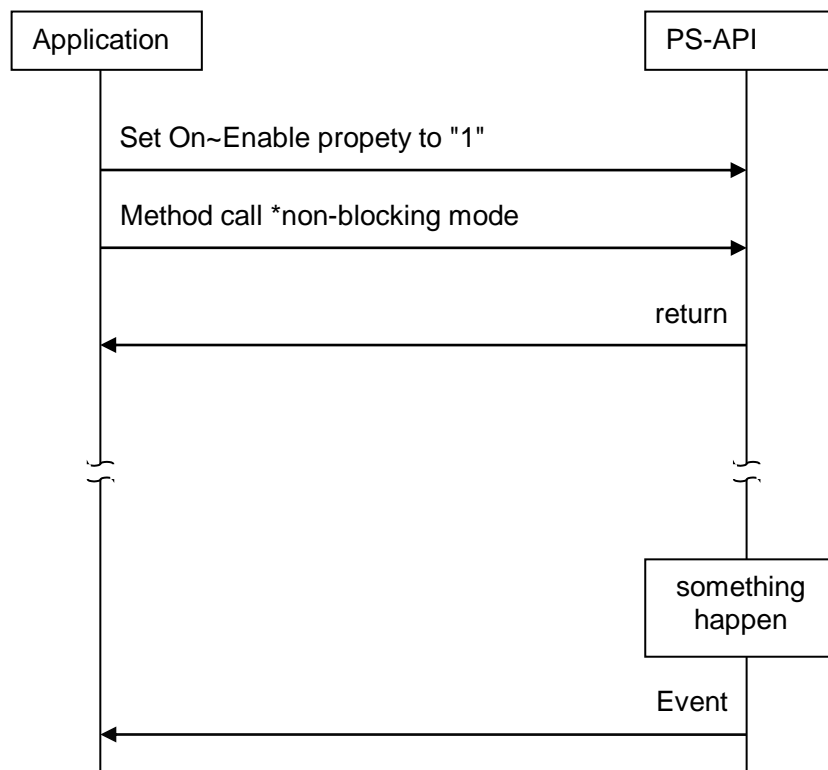 Application
PS-API
Set On~Enable propety to "1"
Method call *non-blocking mode
return
something
happen
Event